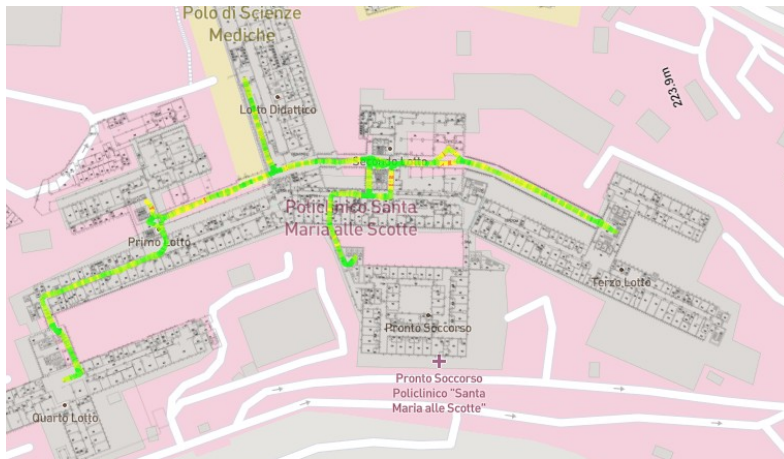 Polo di Scienze
Mediche
223.9m
Lotto Didattico
Secondo Lotto
Policlinico Santa
Maria alle Scotte
Primo Lotto
Terzo Lotto
Pronto Soccorso
Pronto Soccorso
Policlinico "Santa
Maria alle Scotte"
Quarto Lotto